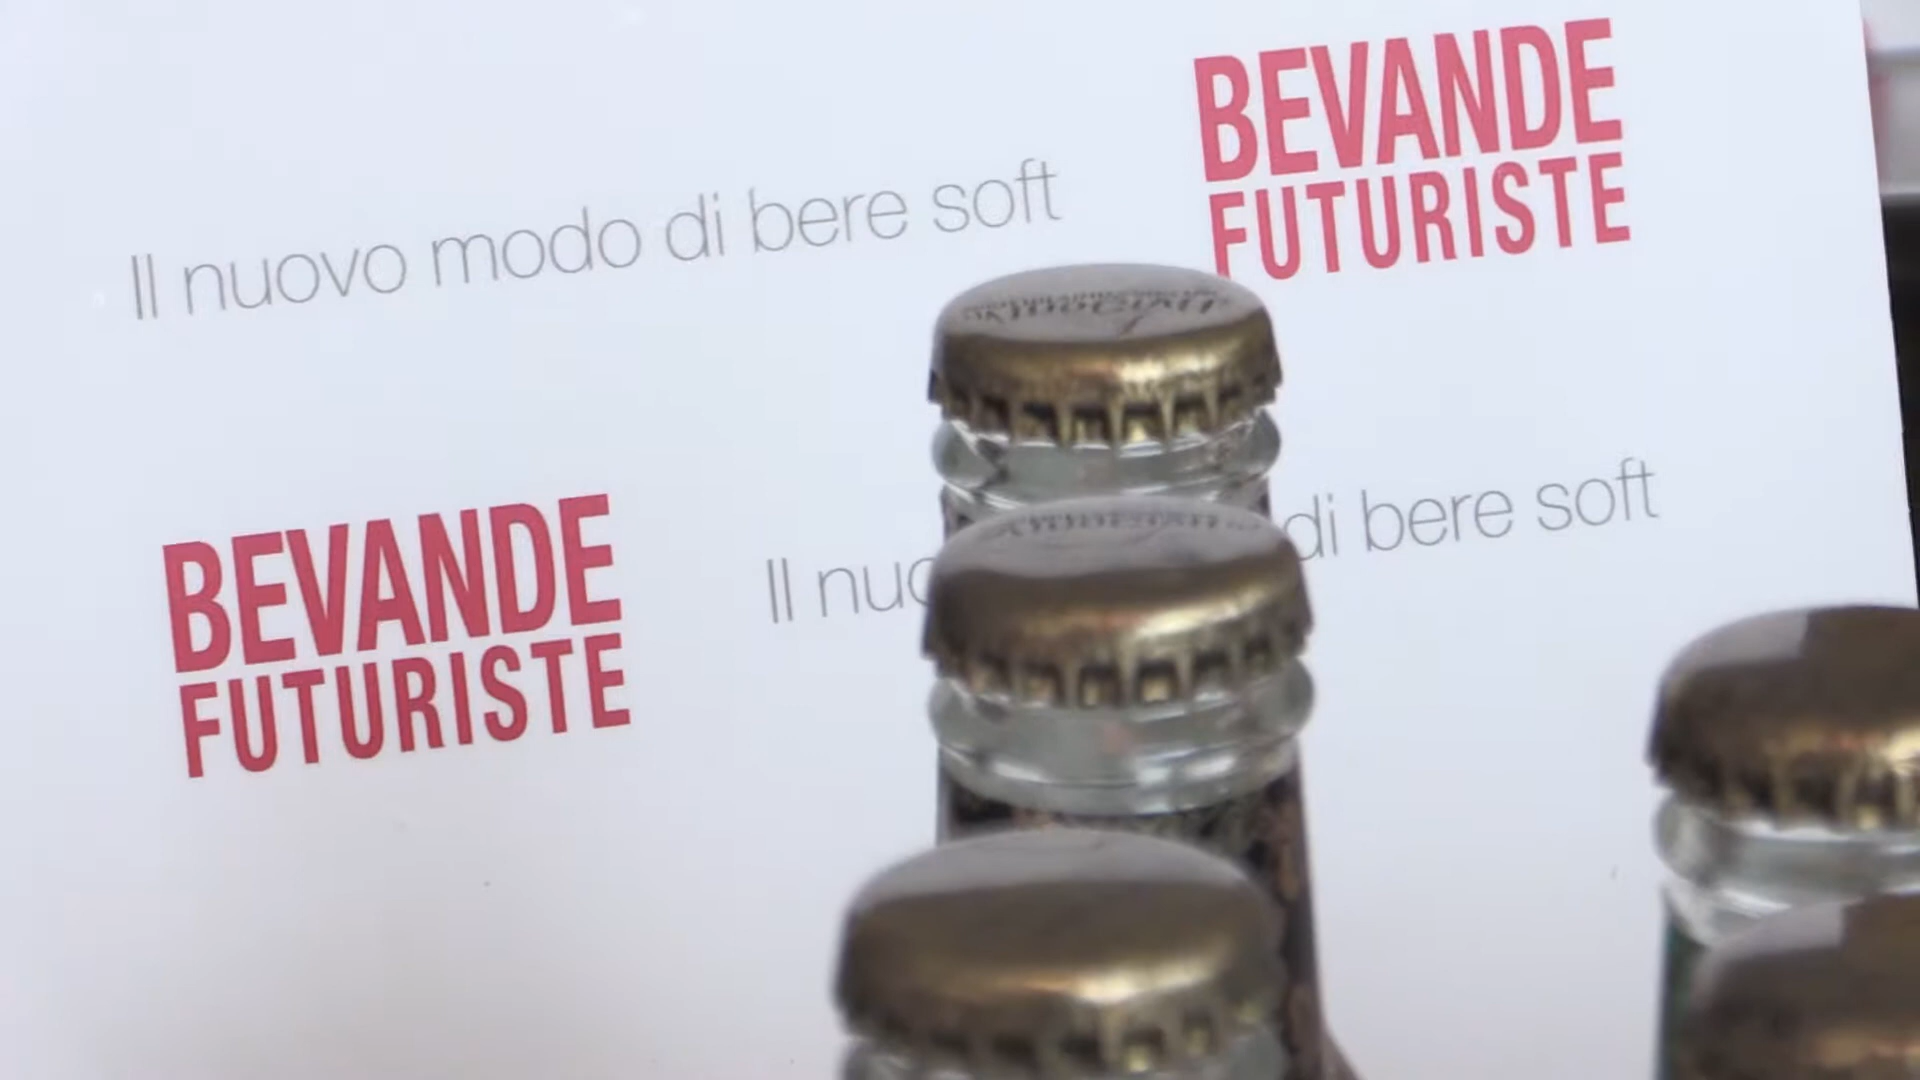 BEVANDE
FUTURISTE
Il nuovo modo di bere soft
BEVANDE
FUTURISTE
Il nuo di bere soft